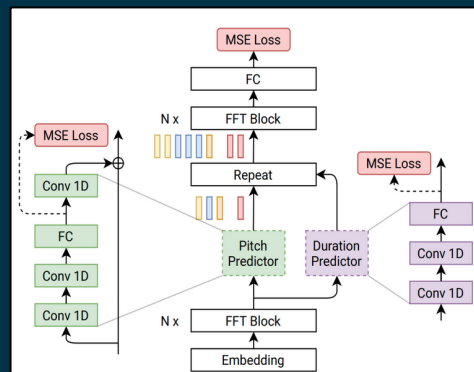 MSE Loss
FC
N x
FFT Block
MSE Loss
Conv 1D
FC
Conv 1D
Conv 1D
Repeat
Pitch
Predictor
Duration
Predictor
MSE Loss
FC
Conv 1D
Conv 1D
N x
FFT Block
Embedding